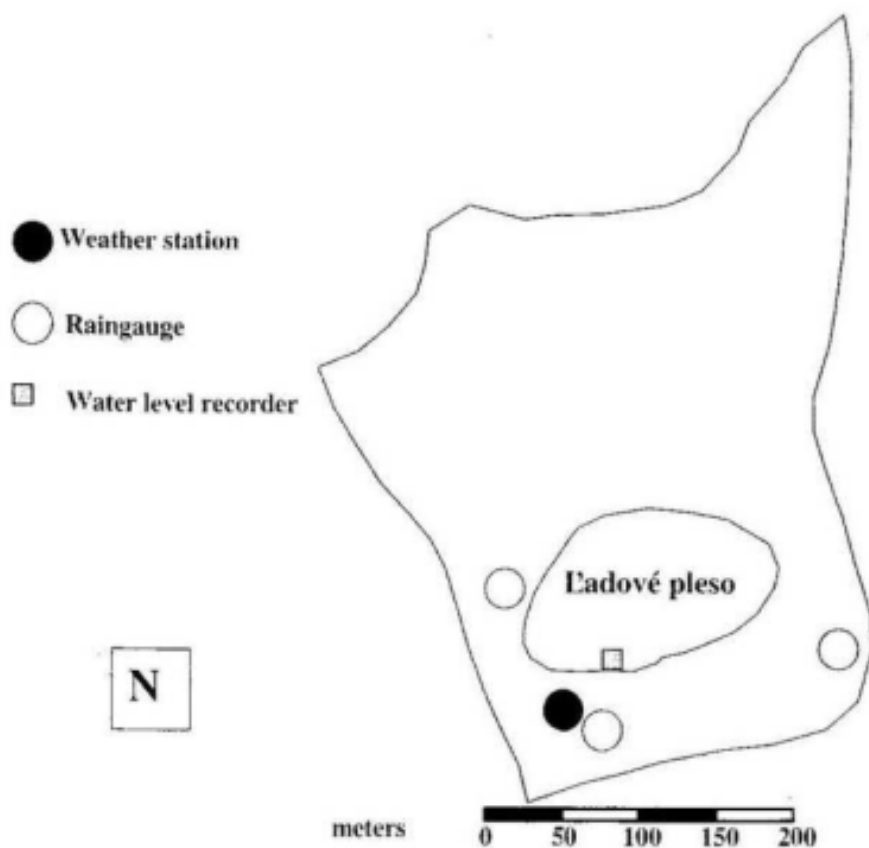 Weather station
Raingauge
Water level recorder
Ľadové pleso
N
meters
0 50 100 150 200